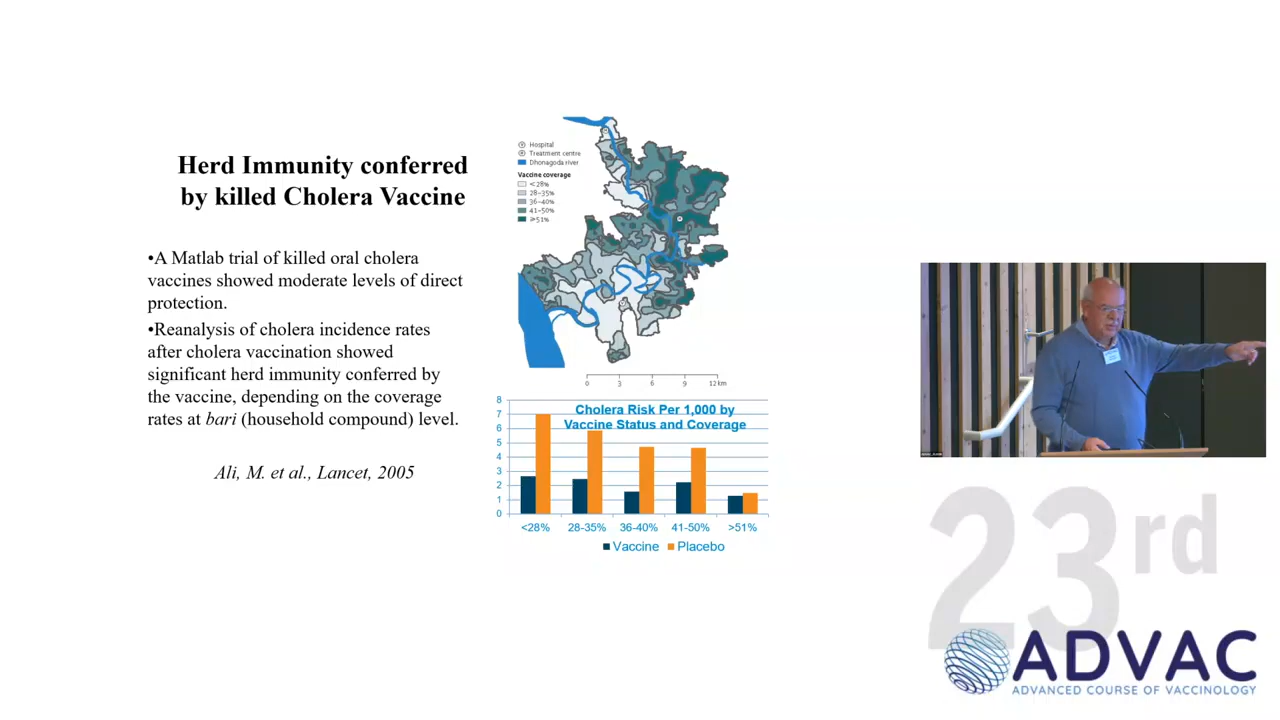 Herd Immunity conferred
by killed Cholera Vaccine
•A Matlab trial of killed oral cholera
vaccines showed moderate levels of direct
protection.
•Reanalysis of cholera incidence rates
after cholera vaccination showed
significant herd immunity conferred by
the vaccine, depending on the coverage
rates at bari (household compound) level.
Ali, M. et al., Lancet, 2005
Hospital
Treatment centre
Dhonagoda river
Vaccine coverage
<28%
28–35%
36–40%
41–50%
≥51%
0 3 6 9 12 km
Cholera Risk Per 1,000 by
Vaccine Status and Coverage
8
7
6
5
4
3
2
1
0
<28% 28-35% 36-40% 41-50% >51%
Vaccine Placebo
23rd
ADVAC
ADVANCED COURSE OF VACCINOLOGY